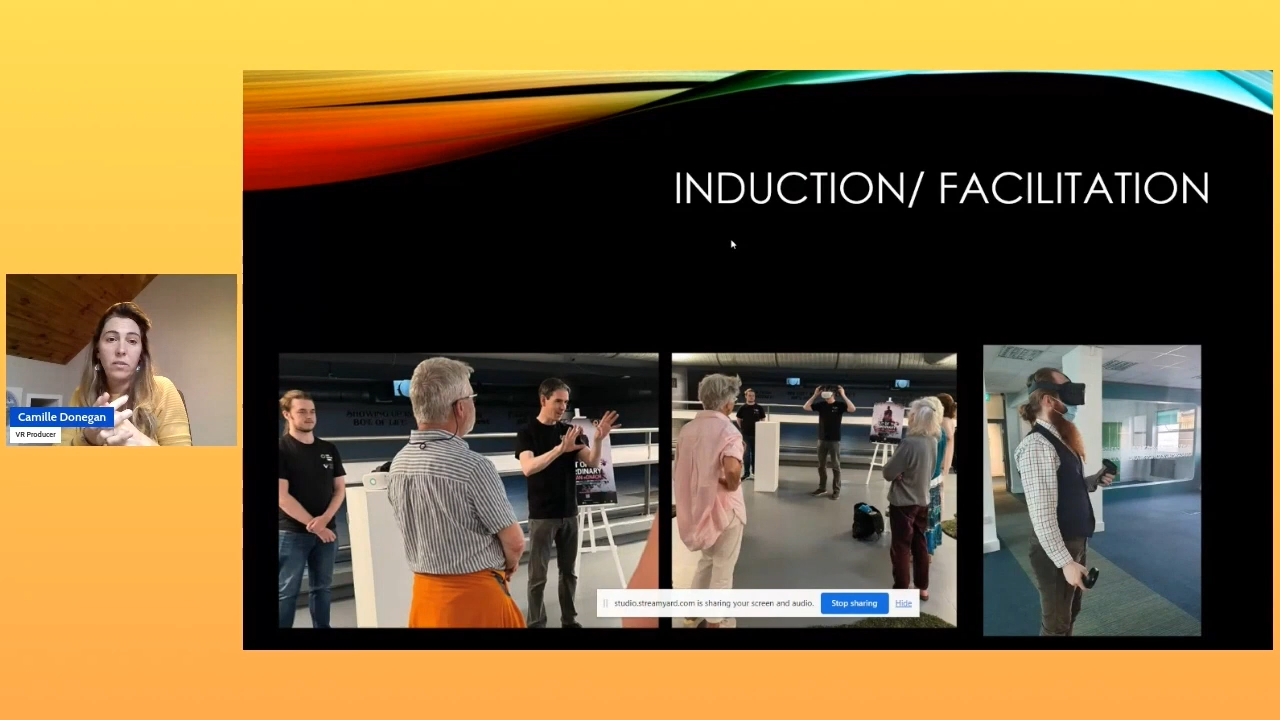 INDUCTION/ FACILITATION
Camille Donegan
VR Producer
studio.streamyard.com is sharing your screen and audio.
Stop sharing
Hide